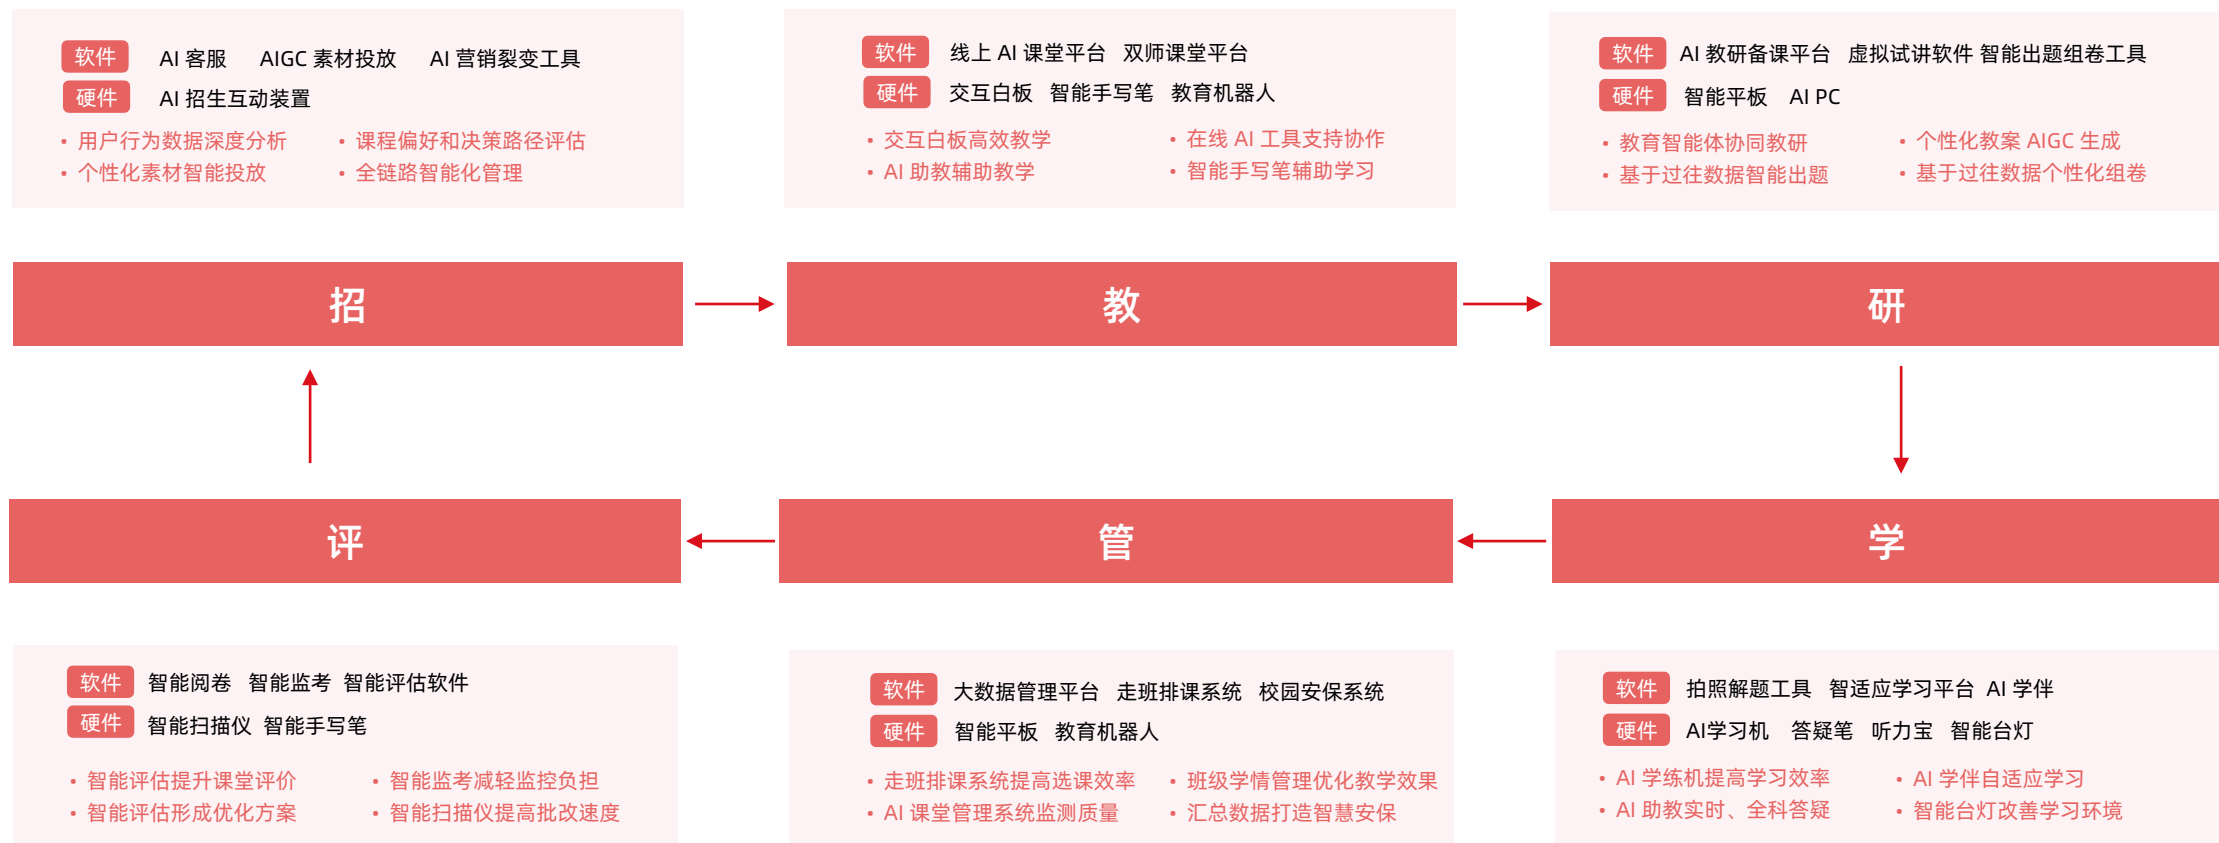 软件 AI 客服 AIGC 素材投放 AI 营销裂变工具
硬件 AI 招生互动装置
· 用户行为数据深度分析 · 课程偏好和决策路径评估
· 个性化素材智能投放 · 全链路智能化管理
软件 线上 AI 课堂平台 双师课堂平台
硬件 交互白板 智能手写笔 教育机器人
· 交互白板高效教学 · 在线 AI 工具支持协作
· AI 助教辅助教学 · 智能手写笔辅助学习
软件 AI 教研备课平台 虚拟试讲软件 智能出题组卷工具
硬件 智能平板 AI PC
· 教育智能体协同教研 · 个性化教案 AIGC 生成
· 基于过往数据智能出题 · 基于过往数据个性化组卷
招
教
研
评
管
学
软件 智能阅卷 智能监考 智能评估软件
硬件 智能扫描仪 智能手写笔
· 智能评估提升课堂评价 · 智能监考减轻监控负担
· 智能评估形成优化方案 · 智能扫描仪提高批改速度
软件 大数据管理平台 走班排课系统 校园安保系统
硬件 智能平板 教育机器人
· 走班排课系统提高选课效率 · 班级学情管理优化教学效果
· AI 课堂管理系统监测质量 · 汇总数据打造智慧安保
软件 拍照解题工具 智适应学习平台 AI 学伴
硬件 AI学习机 答疑笔 听力宝 智能台灯
· AI 学练机提高学习效率 · AI 学伴自适应学习
· AI 助教实时、全科答疑 · 智能台灯改善学习环境